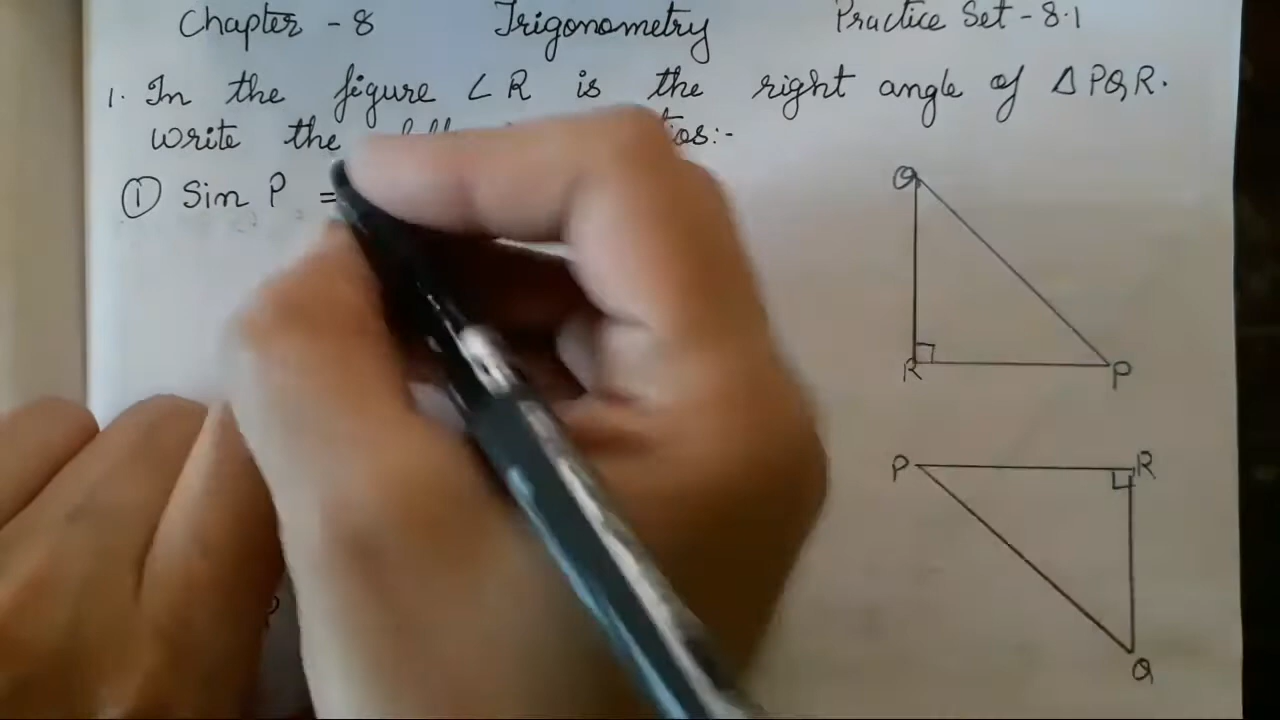 Chapter - 8 Trigonometry Practice Set - 8.1
1. In the figure ∠R is the right angle of Δ PQR.
Write the
① Sin P =
Q
R P
P R
Q